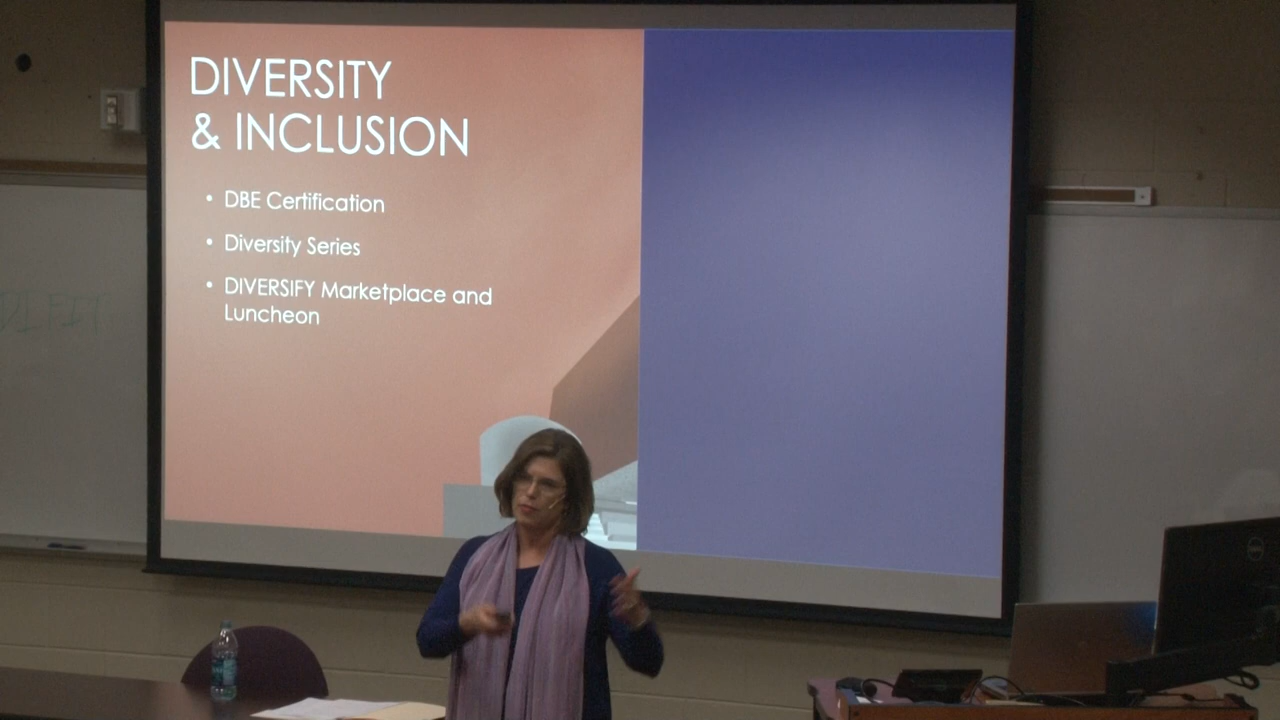 DIVERSITY
& INCLUSION
• DBE Certification
• Diversity Series
• DIVERSIFY Marketplace and
Luncheon